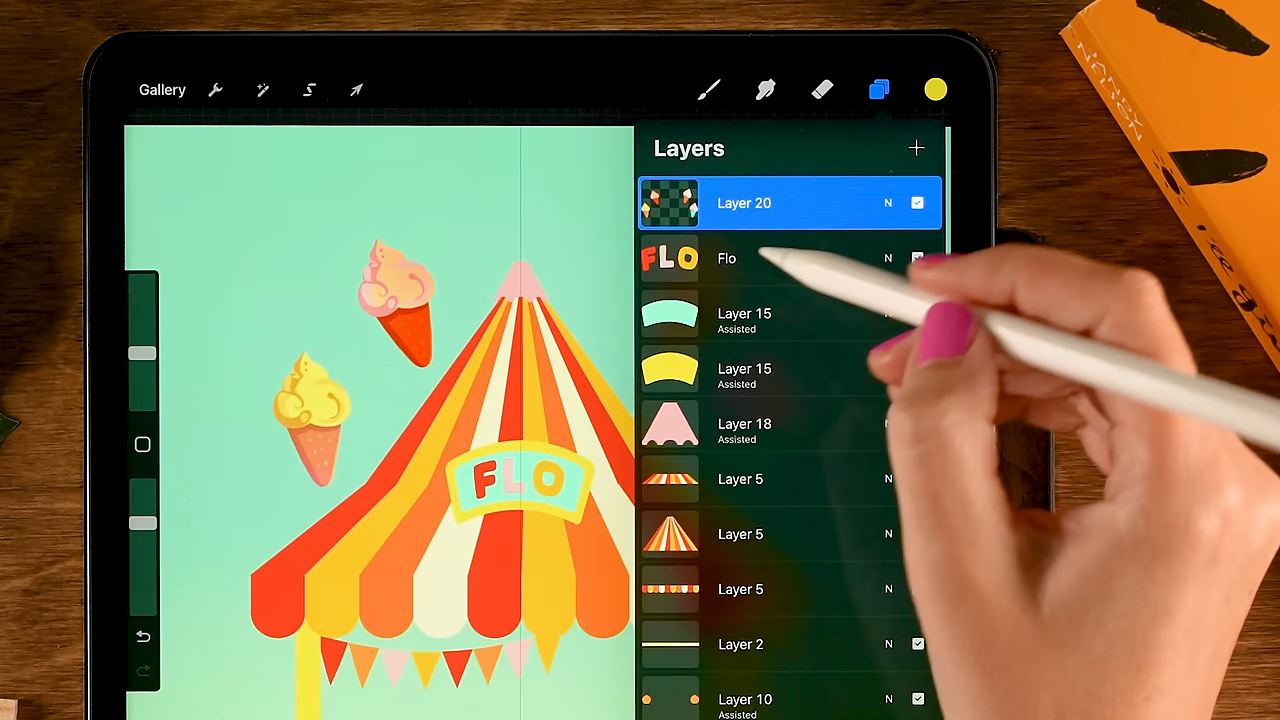 Gallery
Layers
Layer 20 N
Flo N
Layer 15
Assisted
Layer 15
Assisted
Layer 18
Assisted
Layer 5 N
Layer 5 N
Layer 5 N
Layer 2 N
Layer 10 N
Assisted
FLO
FLO